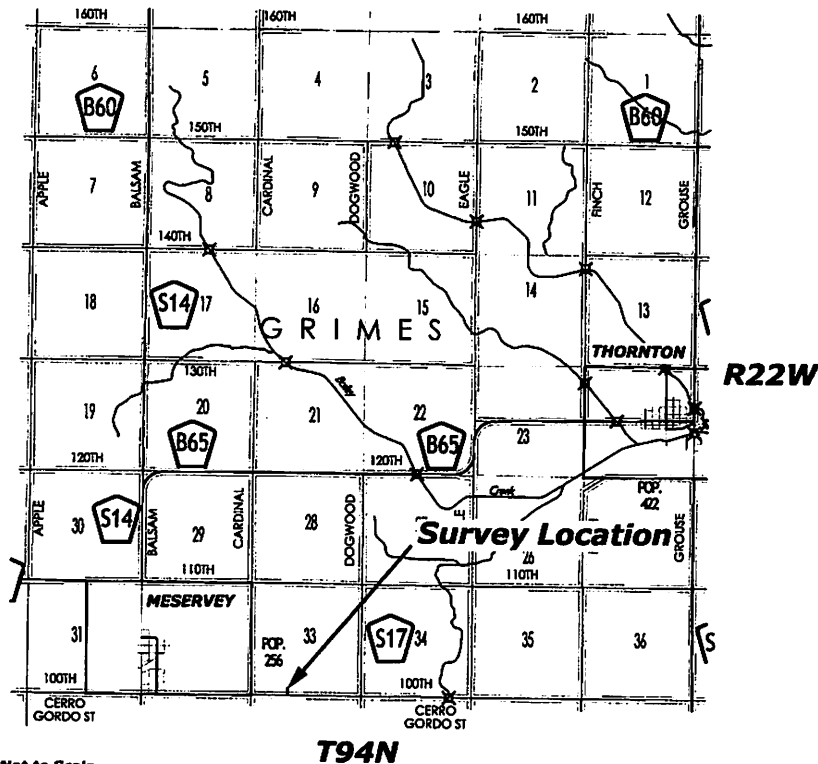 160TH 160TH 160TH
6 5 4 3 2 1
B60 B60
150TH 150TH
APPLE 7 BALSAM 8 CARDINAL 9 DOGWOOD 10 EAGLE 11 FINCH 12 GROUSE
140TH
18 S14 17 16 15 14 13
GRIMES
THORNTON
R22W
130TH
19 20 21 22 23
B65 B65
120TH 120TH
Creek
POP.
422
APPLE 30 S14 BALSAM 29 CARDINAL 28 DOGWOOD GROUSE
Survey Location
26
110TH 110TH
MESERVEY
31 POP.
256 33 S17 34 35 36 S
100TH 100TH
CERRO
GORDO ST
CERRO
GORDO ST
T94N